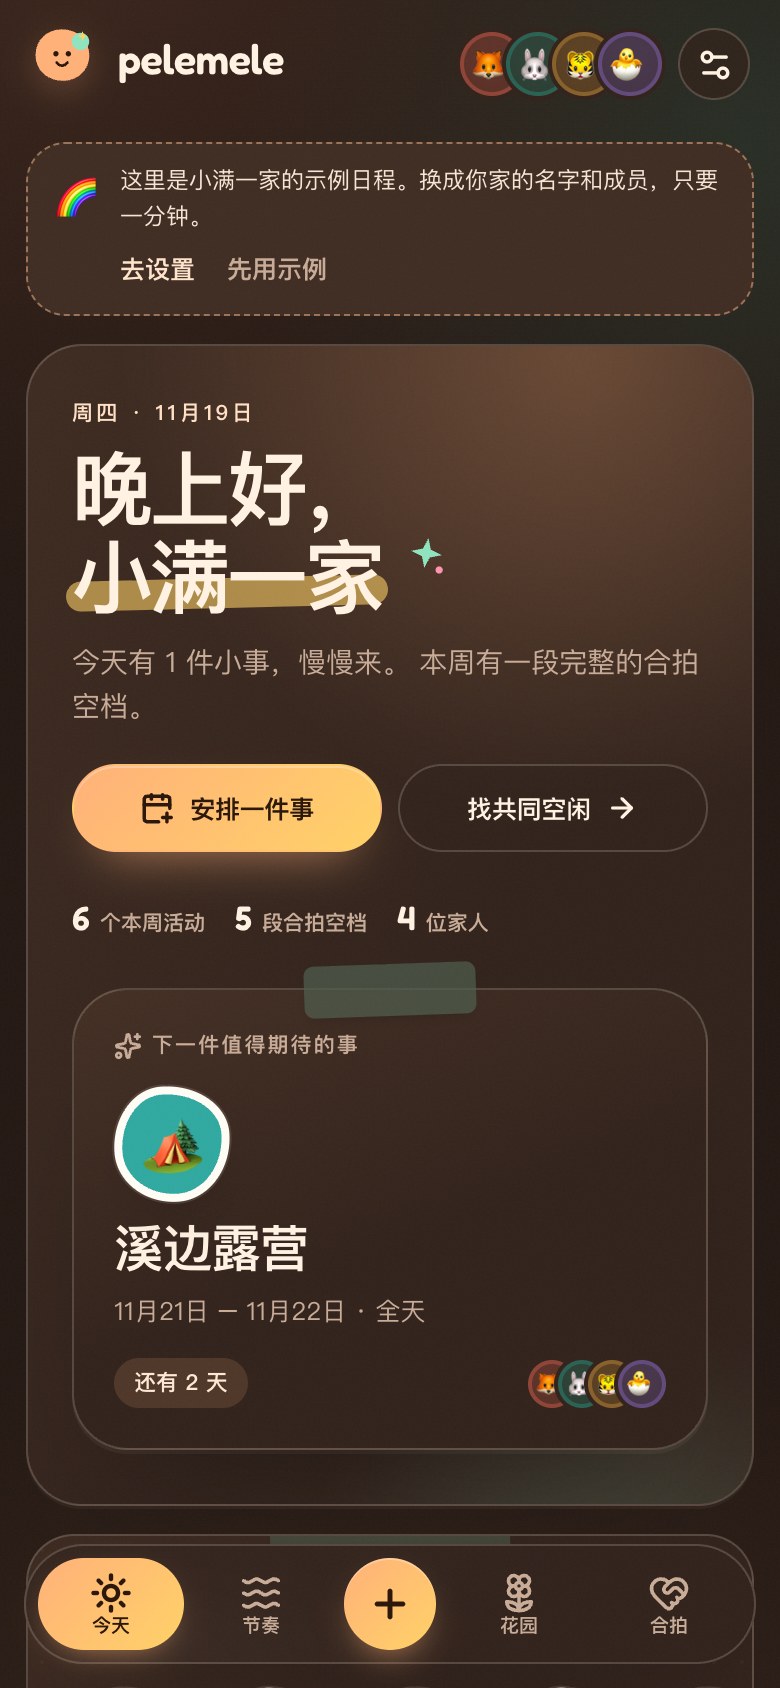 pelemele
这里是小满一家的示例日程。换成你家的名字和成员，只要
一分钟。
去设置 先用示例
周四 · 11月19日
晚上好，
小满一家
今天有 1 件小事，慢慢来。 本周有一段完整的合拍
空档。
安排一件事 找共同空闲
6 个本周活动 5 段合拍空档 4 位家人
下一件值得期待的事
溪边露营
11月21日 — 11月22日 · 全天
还有 2 天
今天 节奏 花园 合拍